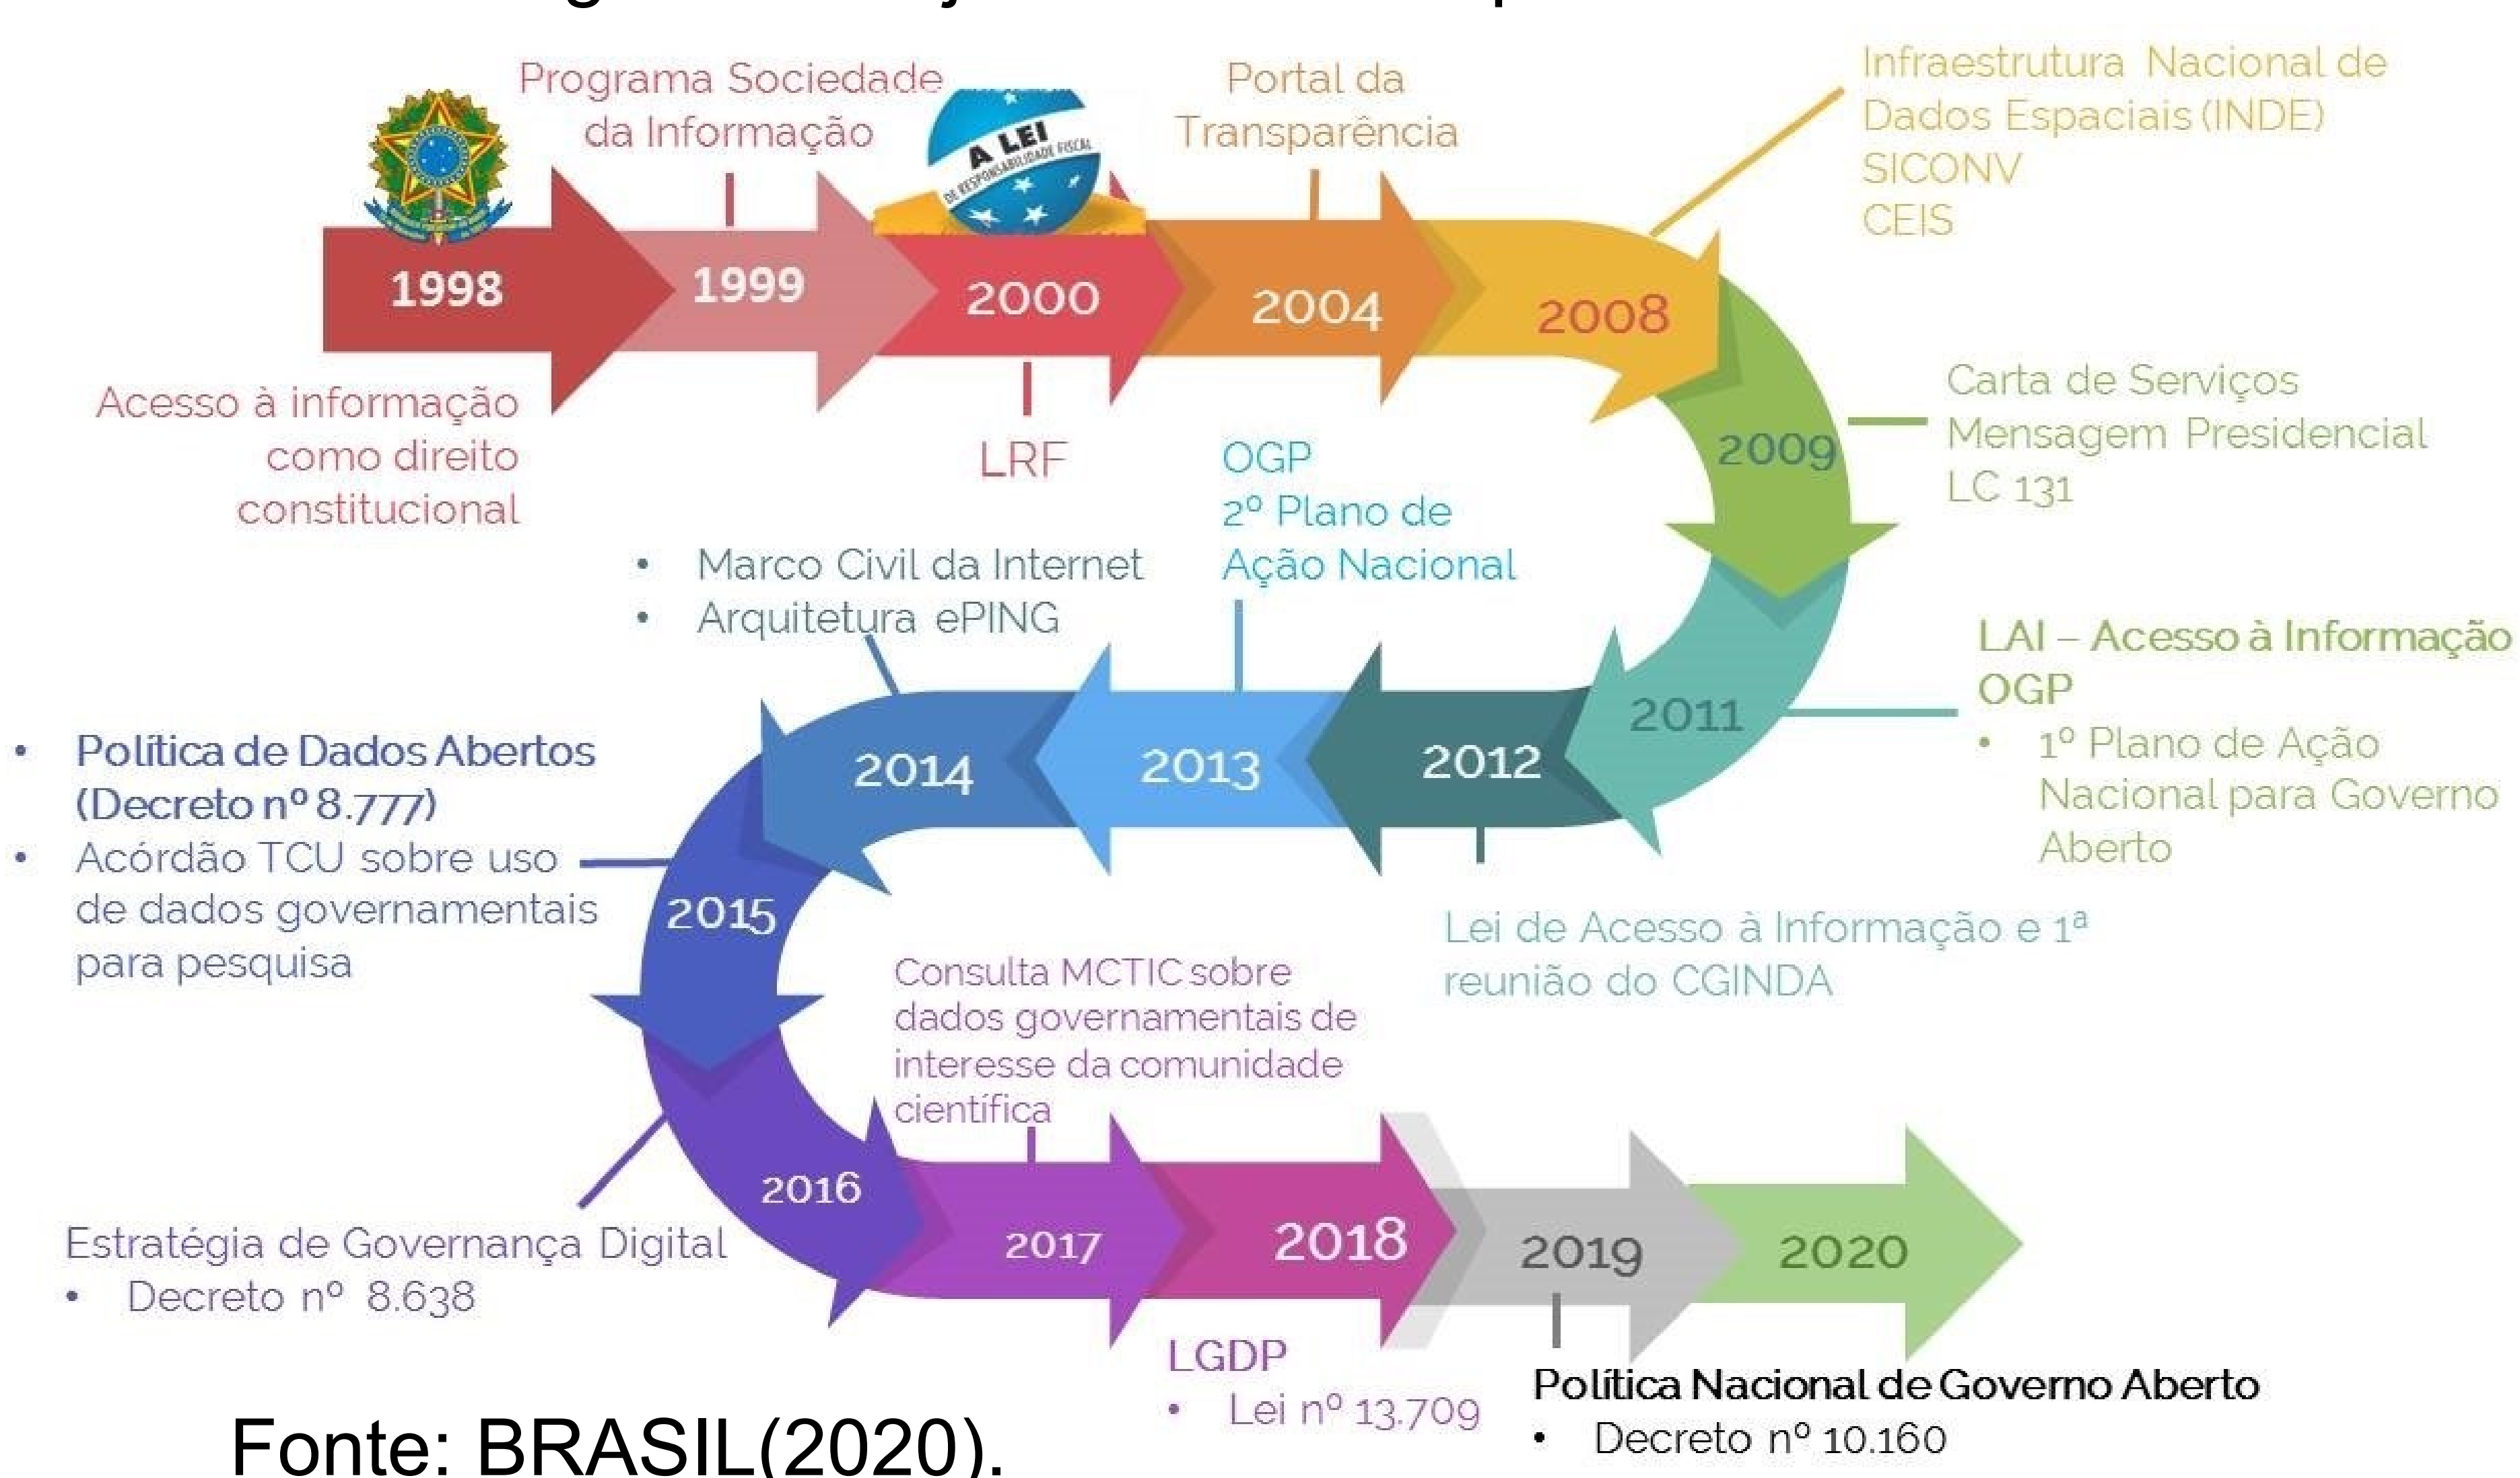 Programa Sociedade
da Informação
A LEI
DE RESPONSABILIDADE FISCAL
Portal da
Transparência
Infraestrutura Nacional de
Dados Espaciais (INDE)
SICONV
CEIS
1998
1999
2000
2004
2008
Acesso à informação
como direito
constitucional
LRF
Carta de Serviços
Mensagem Presidencial
LC 131
2009
OGP
2º Plano de
Ação Nacional
• Marco Civil da Internet
• Arquitetura ePING
LAI – Acesso à Informação
OGP
• 1º Plano de Ação
Nacional para Governo
Aberto
2011
2012
2013
2014
Lei de Acesso à Informação e 1ª
reunião do CGINDA
• Política de Dados Abertos
(Decreto nº 8.777)
• Acórdão TCU sobre uso
de dados governamentais
para pesquisa
2015
Consulta MCTIC sobre
dados governamentais de
interesse da comunidade
científica
2016
2017
2018
2019
2020
Estratégia de Governança Digital
• Decreto nº 8.638
LGDP
• Lei nº 13.709
Política Nacional de Governo Aberto
• Decreto nº 10.160
Fonte: BRASIL(2020).